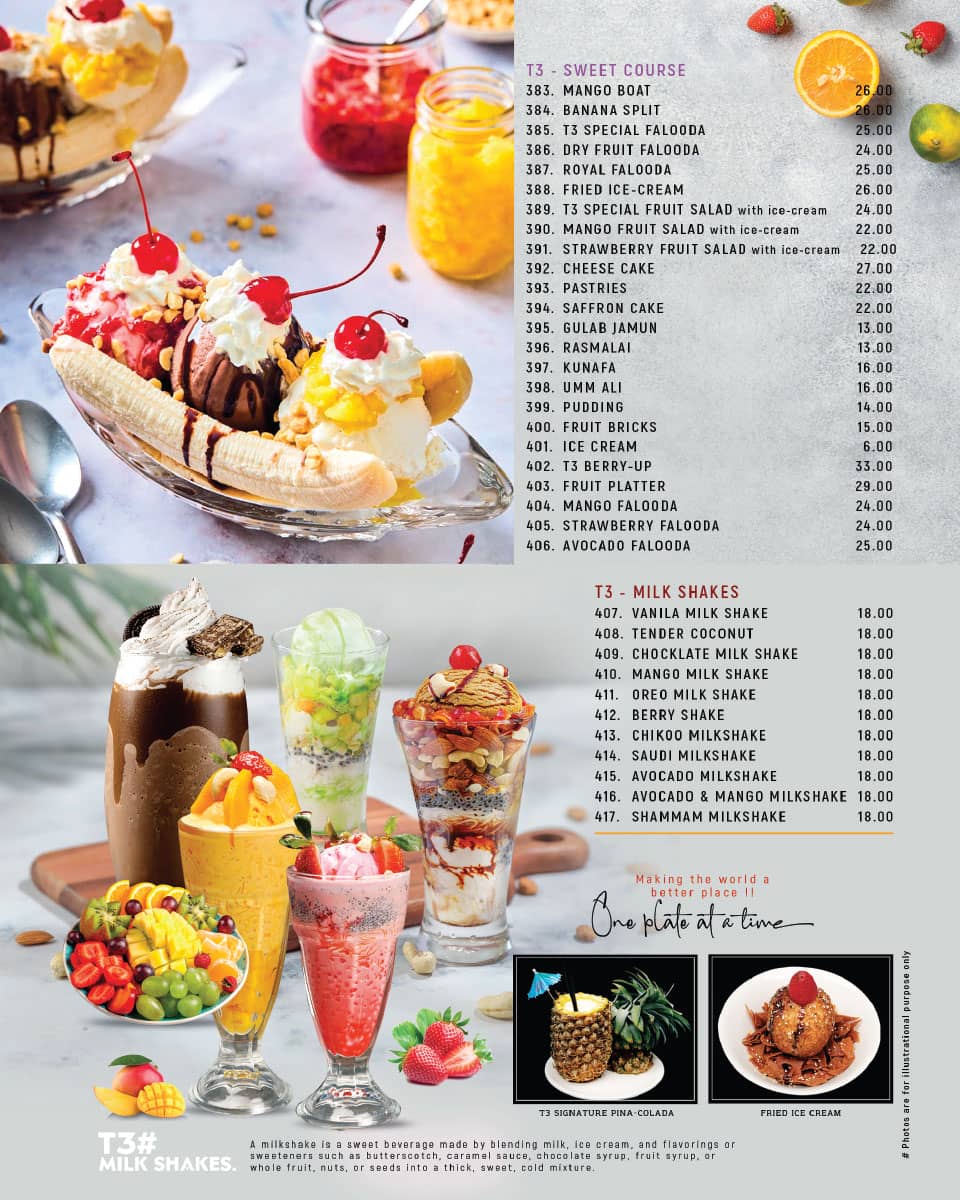 T3 - SWEET COURSE
383. MANGO BOAT 26.00
384. BANANA SPLIT 26.00
385. T3 SPECIAL FALOODA 25.00
386. DRY FRUIT FALOODA 24.00
387. ROYAL FALOODA 25.00
388. FRIED ICE-CREAM 26.00
389. T3 SPECIAL FRUIT SALAD with ice-cream 24.00
390. MANGO FRUIT SALAD with ice-cream 22.00
391. STRAWBERRY FRUIT SALAD with ice-cream 22.00
392. CHEESE CAKE 27.00
393. PASTRIES 22.00
394. SAFFRON CAKE 22.00
395. GULAB JAMUN 13.00
396. RASMALAI 13.00
397. KUNAFA 16.00
398. UMM ALI 16.00
399. PUDDING 14.00
400. FRUIT BRICKS 15.00
401. ICE CREAM 6.00
402. T3 BERRY-UP 33.00
403. FRUIT PLATTER 29.00
404. MANGO FALOODA 24.00
405. STRAWBERRY FALOODA 24.00
406. AVOCADO FALOODA 25.00
T3 - MILK SHAKES
407. VANILA MILK SHAKE 18.00
408. TENDER COCONUT 18.00
409. CHOCKLATE MILK SHAKE 18.00
410. MANGO MILK SHAKE 18.00
411. OREO MILK SHAKE 18.00
412. BERRY SHAKE 18.00
413. CHIKOO MILKSHAKE 18.00
414. SAUDI MILKSHAKE 18.00
415. AVOCADO MILKSHAKE 18.00
416. AVOCADO & MANGO MILKSHAKE 18.00
417. SHAMMAM MILKSHAKE 18.00
Making the world a
better place !!
One plate at a time
# Photos are for illustrational purpose only
T3 SIGNATURE PINA-COLADA
FRIED ICE CREAM
T3#
MILK SHAKES.
A milkshake is a sweet beverage made by blending milk, ice cream, and flavorings or
sweeteners such as butterscotch, caramel sauce, chocolate syrup, fruit syrup, or
whole fruit, nuts, or seeds into a thick, sweet, cold mixture.